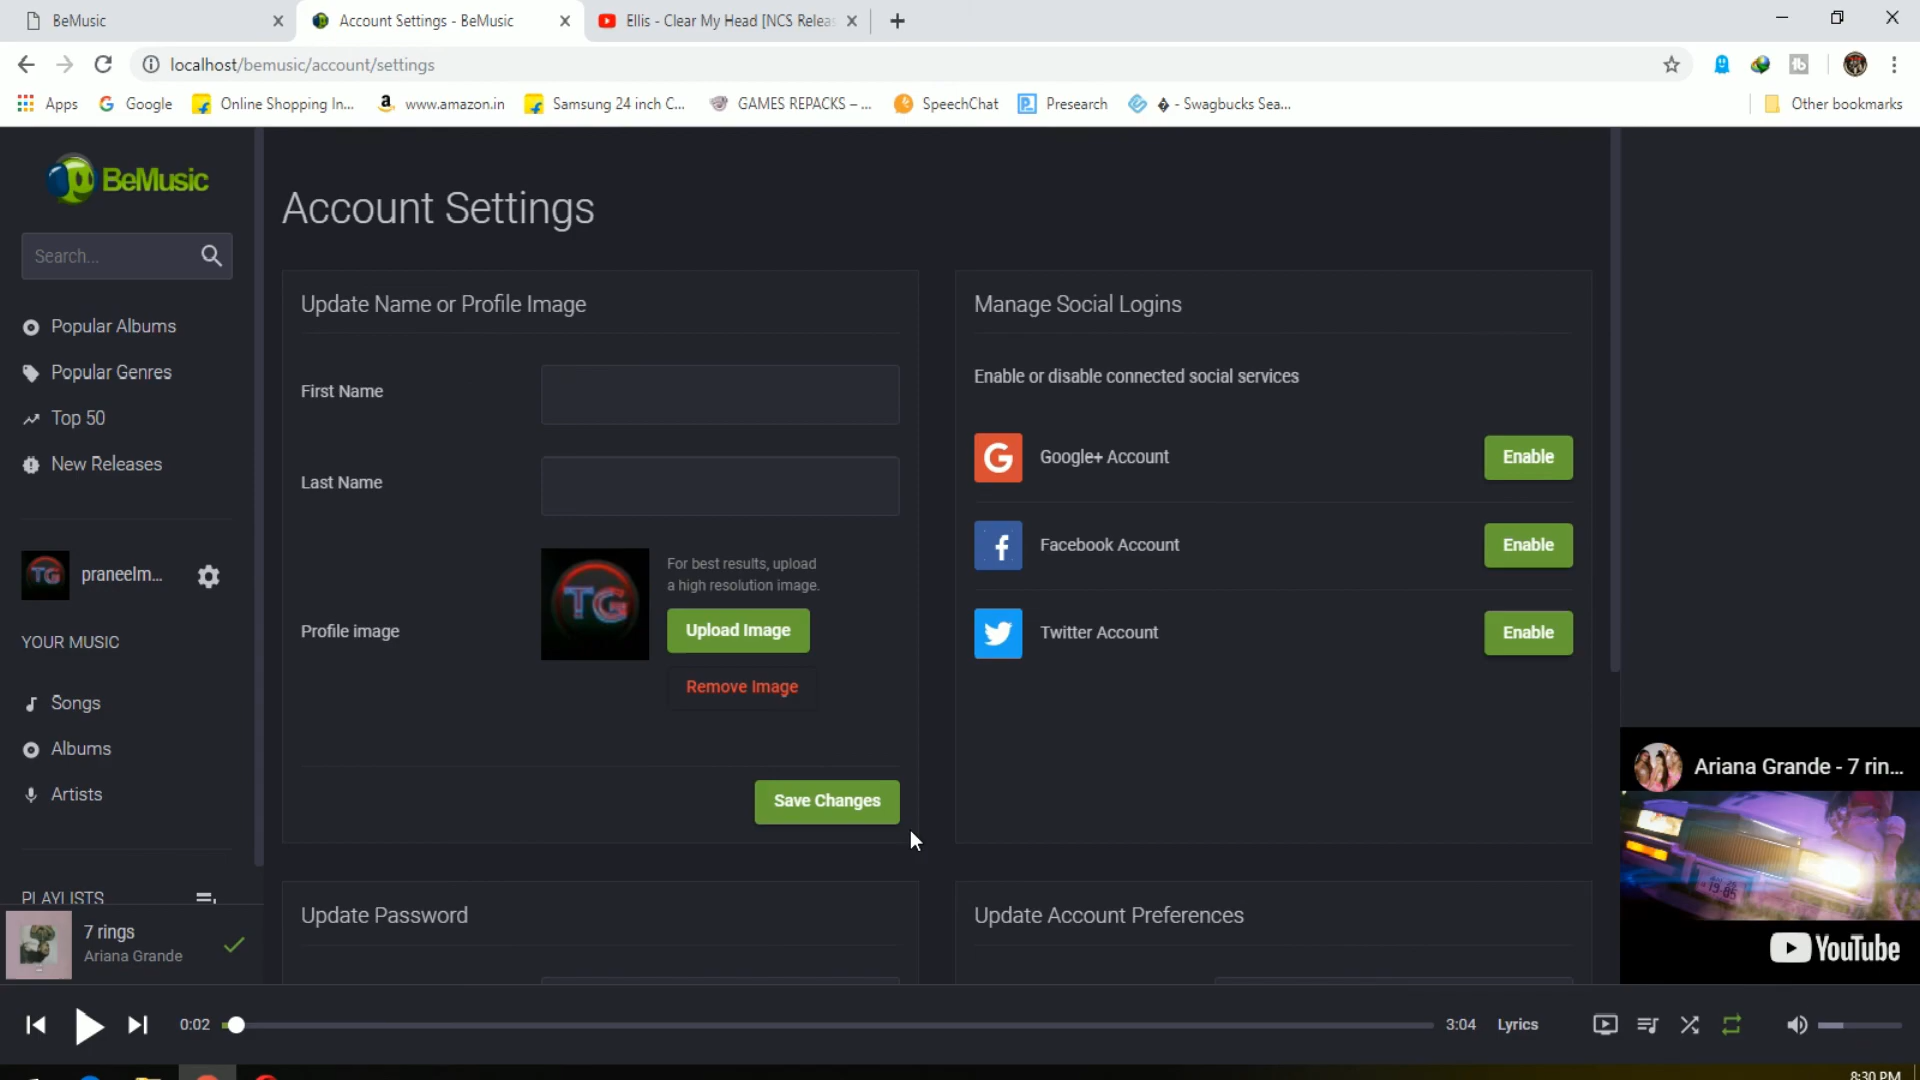 BeMusic
Account Settings - BeMusic
Ellis - Clear My Head [NCS Relea
localhost/bemusic/account/settings
Apps
Google
Online Shopping In...
www.amazon.in
Samsung 24 inch C...
GAMES REPACKS – ...
SpeechChat
Presearch
� - Swagbucks Sea...
Other bookmarks
BeMusic
Search...
Popular Albums
Popular Genres
Top 50
New Releases
TG
praneelm...
YOUR MUSIC
Songs
Albums
Artists
PLAYLISTS
7 rings
Ariana Grande
Account Settings
Update Name or Profile Image
First Name
Last Name
Profile image
TG
For best results, upload
a high resolution image.
Upload Image
Remove Image
Save Changes
Manage Social Logins
Enable or disable connected social services
Google+ Account
Enable
Facebook Account
Enable
Twitter Account
Enable
Update Password
Update Account Preferences
Ariana Grande - 7 rin...
YouTube
0:02
3:04
Lyrics
8:30 PM